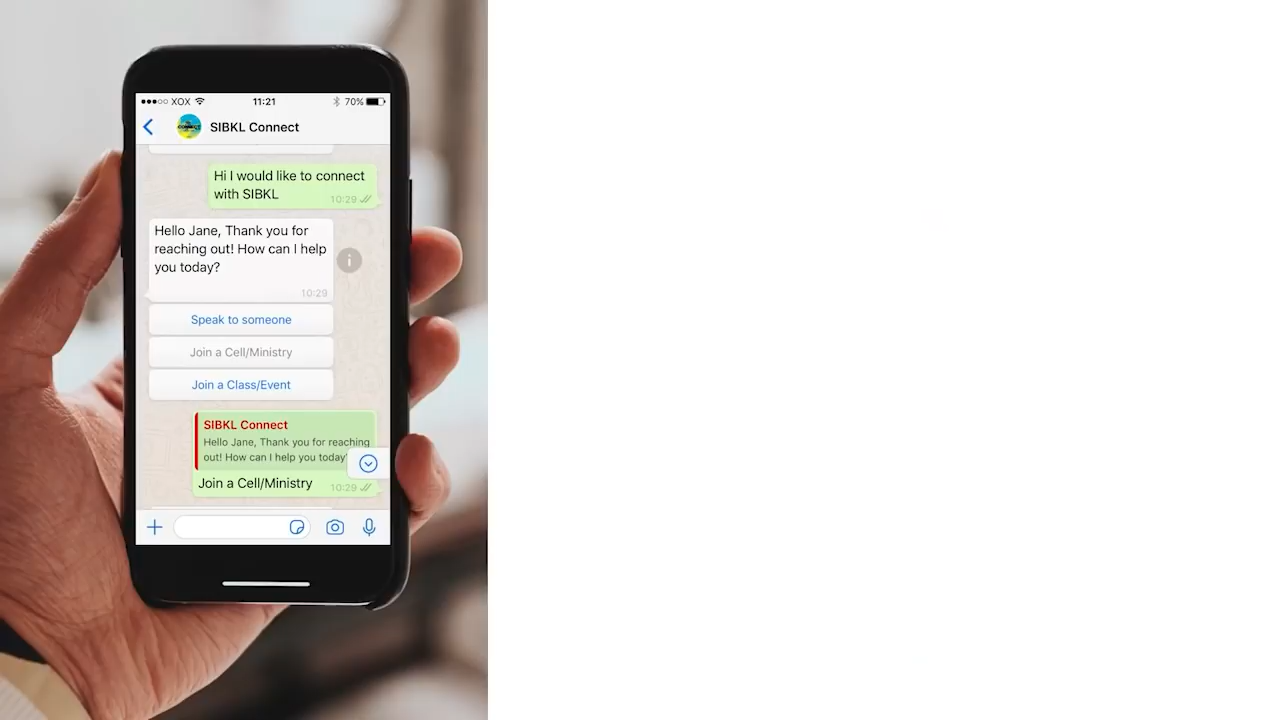 XOX 11:21 70%
SIBKL Connect
Hi I would like to connect
with SIBKL
10:29
Hello Jane, Thank you for
reaching out! How can I help
you today?
10:29
Speak to someone
Join a Cell/Ministry
Join a Class/Event
SIBKL Connect
Hello Jane, Thank you for reaching
out! How can I help you today
Join a Cell/Ministry
10:29